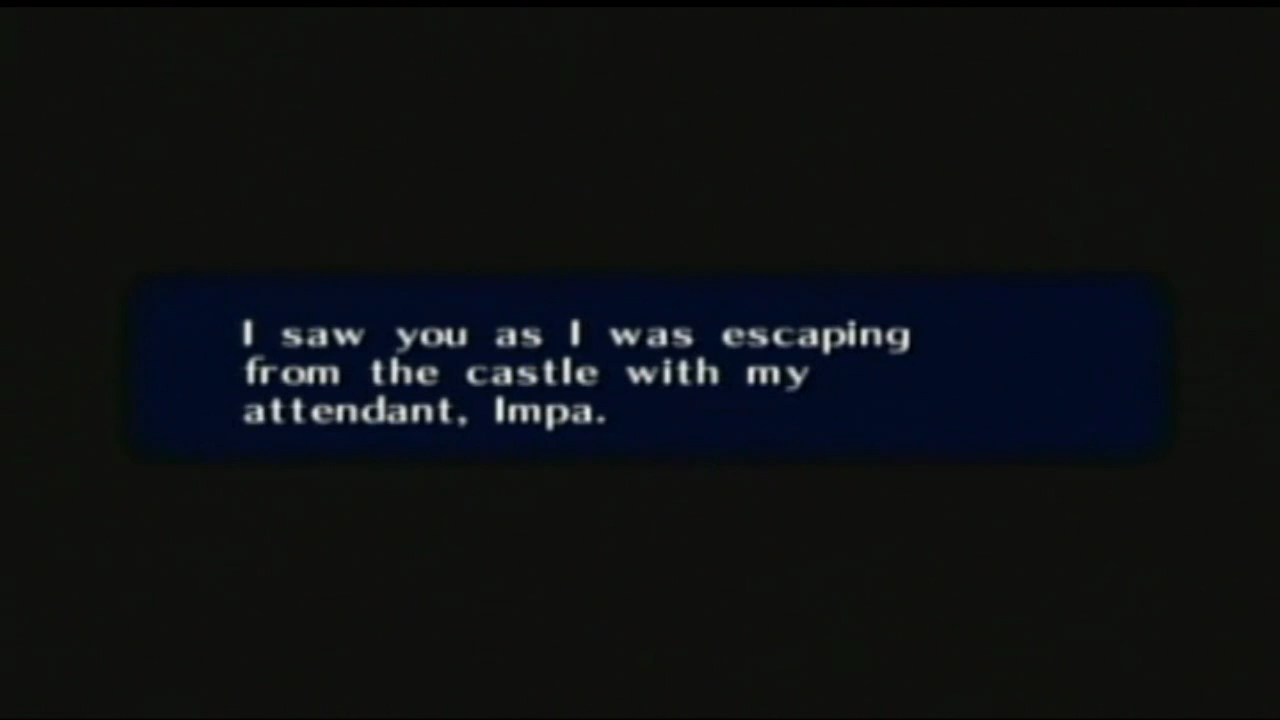 I saw you as I was escaping
from the castle with my
attendant, Impa.